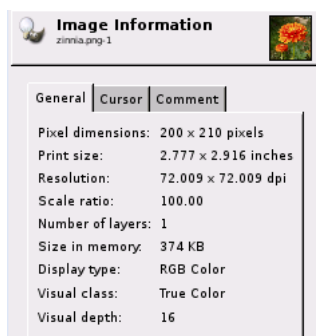 Image Information
zinnia.png-1
General Cursor Comment
Pixel dimensions: 200 × 210 pixels
Print size: 2.777 × 2.916 inches
Resolution: 72.009 × 72.009 dpi
Scale ratio: 100.00
Number of layers: 1
Size in memory: 374 KB
Display type: RGB Color
Visual class: True Color
Visual depth: 16